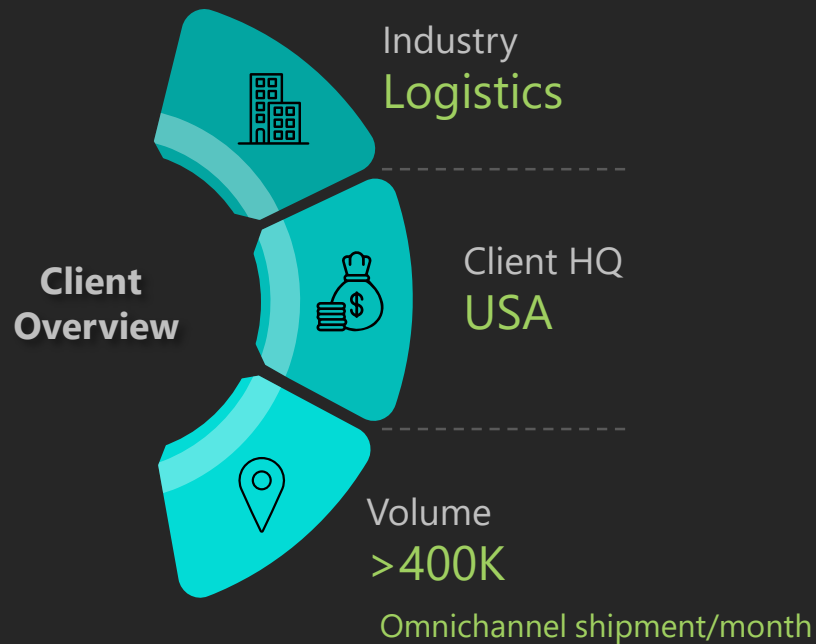 Client
Overview
Industry
Logistics
Client HQ
USA
Volume
>400K
Omnichannel shipment/month